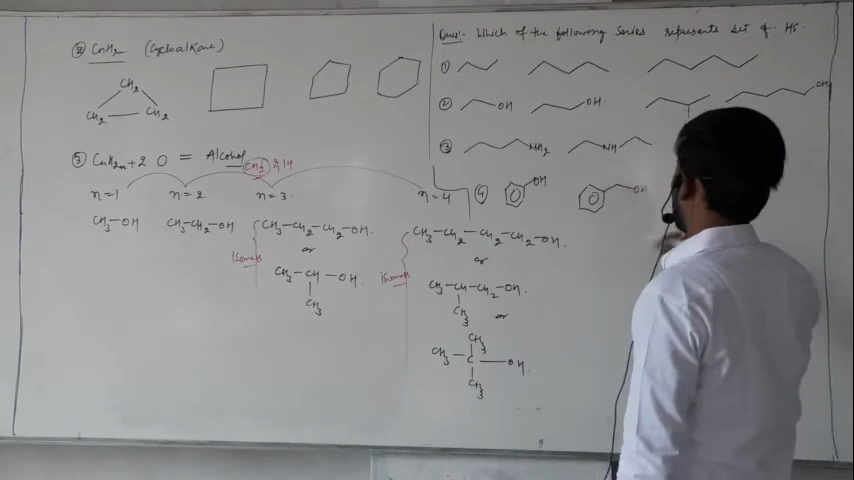 ② CnH2n (Cycloalkane)
CH2
CH2 CH2
③ CnH2n+2 O = Alcohol
CH2 ⇒ 14
n=1 n=2 n=3. n=4
CH3-OH CH3-CH2-OH CH3-CH2-CH2-OH. CH3-CH2-CH2-CH2-OH.
isomers or isomers or
CH3-CH-OH. CH3-CH-CH2-OH.
CH3 CH3
or
CH3
CH3-C-OH.
CH3
Ques:- Which of the following Series represents set of HS.
①
② OH OH OH
③ NH2 NH
④ OH OH